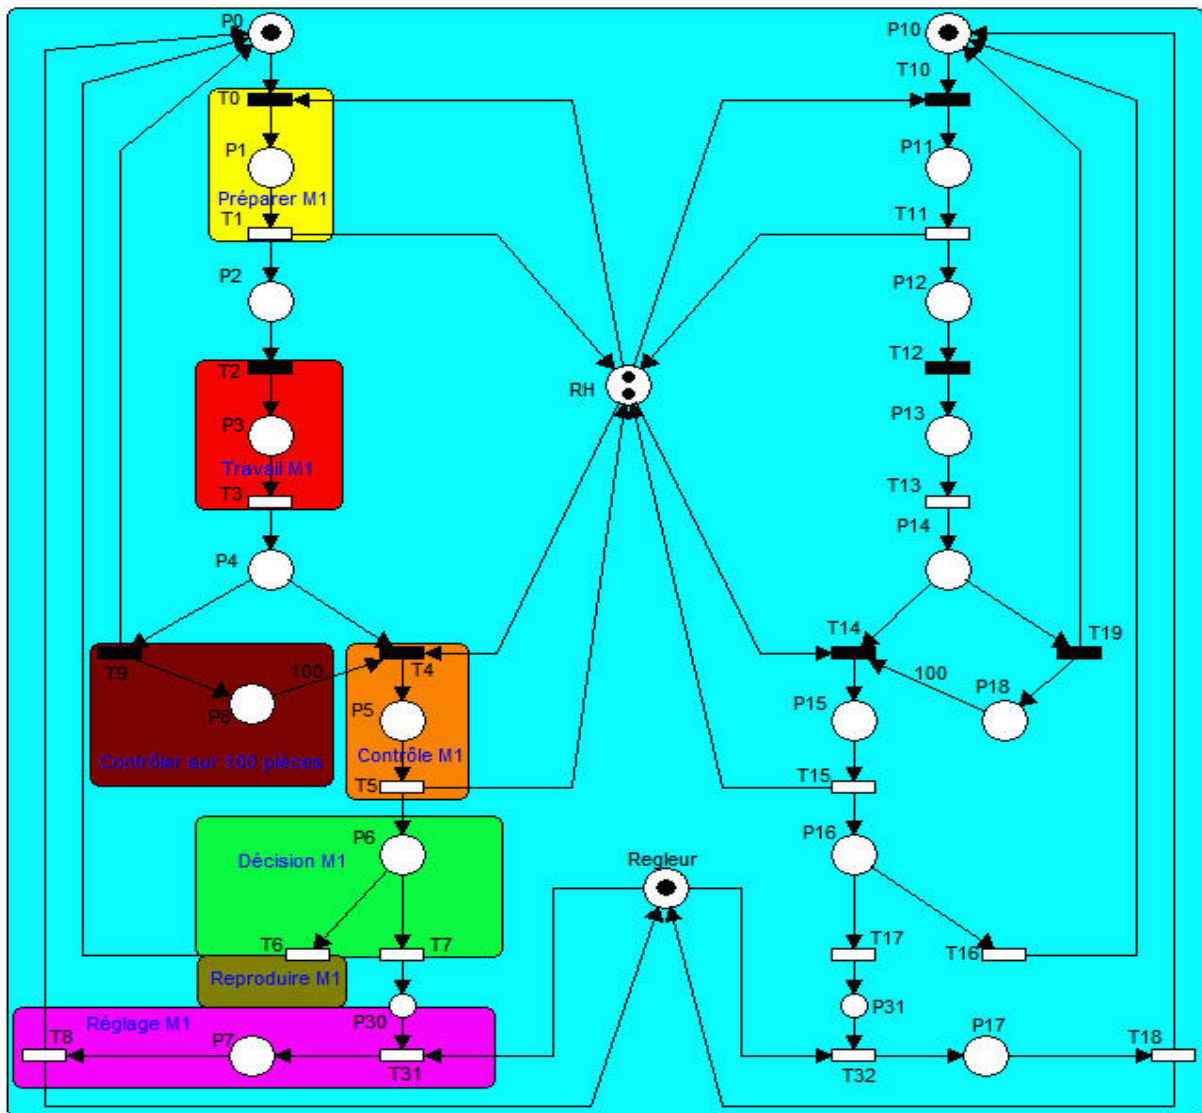 P0
P10
T10
T0
P1
P11
Préparer M1
T1
T11
P2
P12
T2
T12
RH
P3
P13
Travail M1
T3
T13
P14
P4
T14
T19
T9
100
T4
100
P18
P5
P15
Contrôler sur 100 pièces
Contrôle M1
T5
T15
P6
P16
Décision M1
Regleur
T6
T7
T17
T16
Reproduire M1
P30
P31
Réglage M1
T8
P7
P17
T18
T31
T32